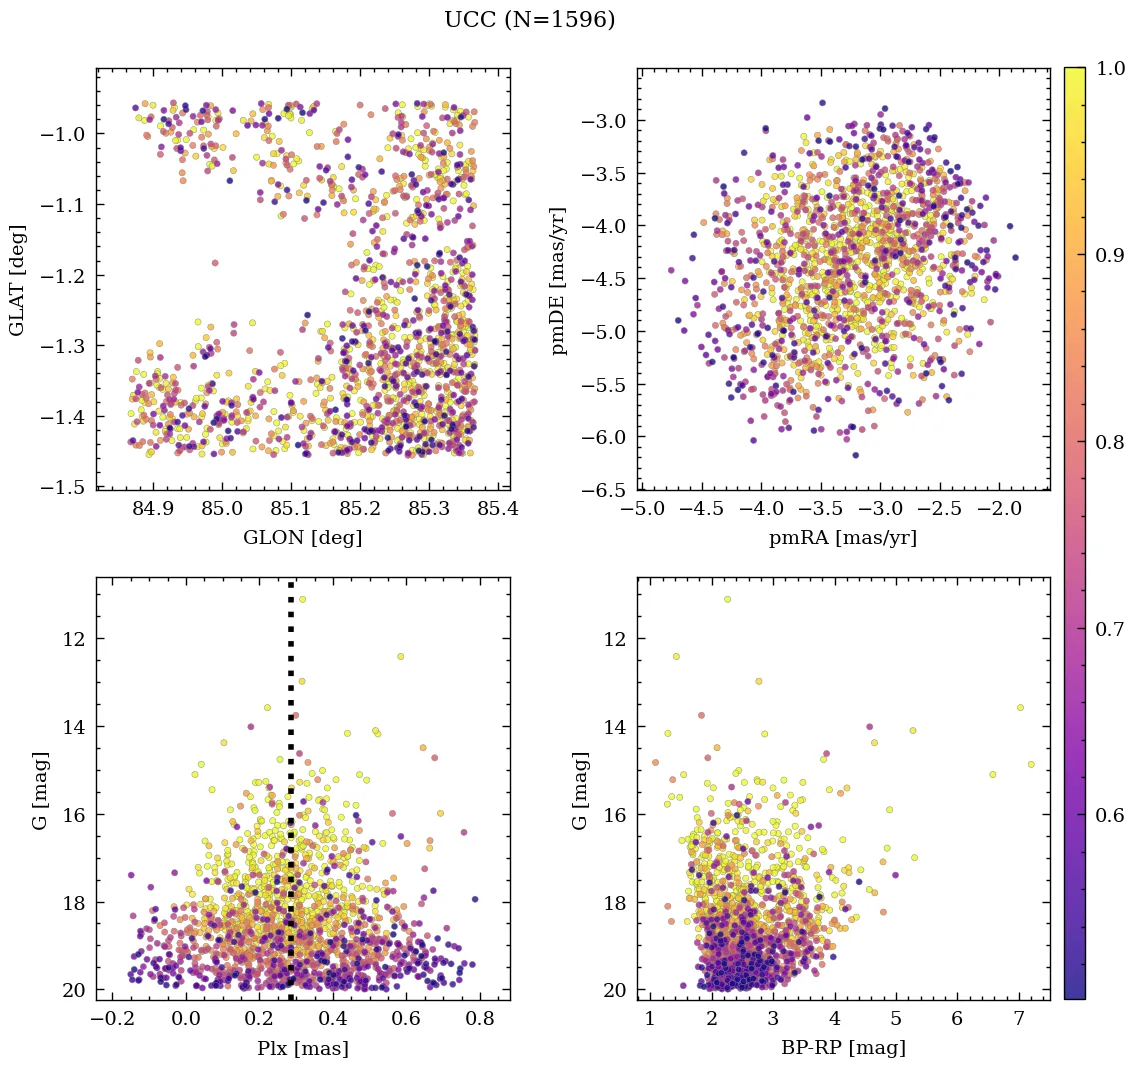 UCC (N=1596)
−1.0
−1.1
−1.2
−1.3
−1.4
−1.5
GLAT [deg]
84.9 85.0 85.1 85.2 85.3 85.4
GLON [deg]
−3.0
−3.5
−4.0
−4.5
−5.0
−5.5
−6.0
−6.5
pmDE [mas/yr]
−5.0 −4.5 −4.0 −3.5 −3.0 −2.5 −2.0
pmRA [mas/yr]
12
14
16
18
20
G [mag]
−0.2 0.0 0.2 0.4 0.6 0.8
Plx [mas]
12
14
16
18
20
G [mag]
1 2 3 4 5 6 7
BP-RP [mag]
1.0
0.9
0.8
0.7
0.6